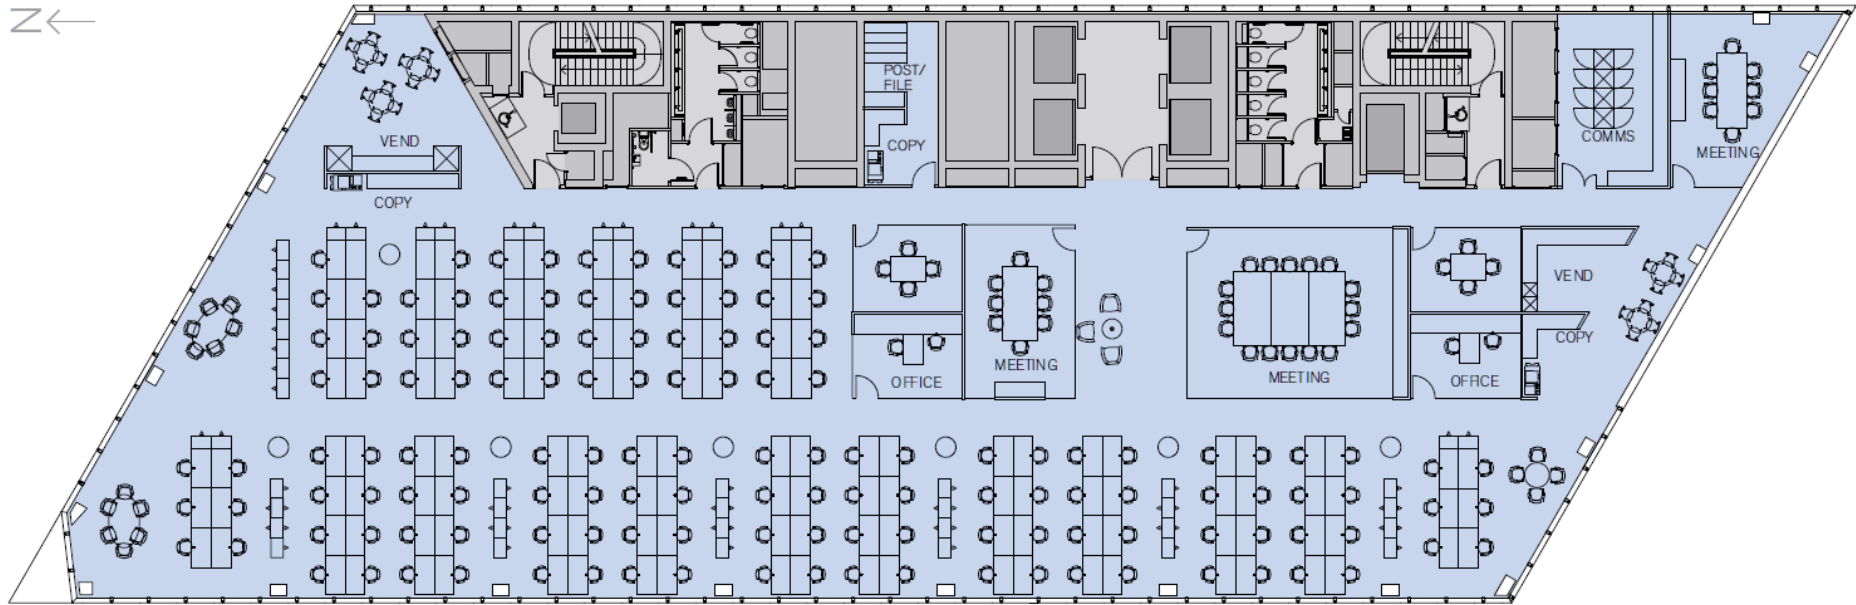 N
POST/
FILE
VEND
COPY
COMMS
MEETING
COPY
VEND
MEETING
OFFICE
MEETING
COPY
OFFICE